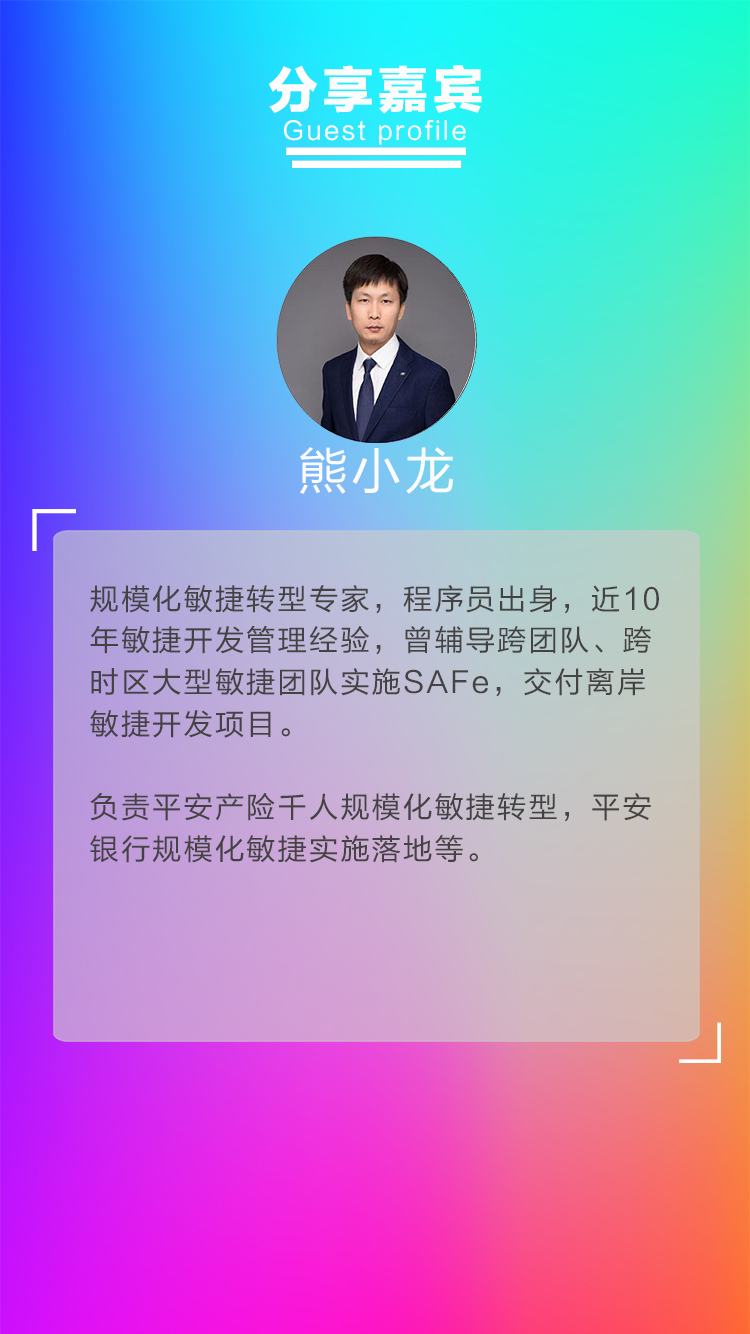 分享嘉宾
Guest profile
熊小龙
规模化敏捷转型专家，程序员出身，近10
年敏捷开发管理经验，曾辅导跨团队、跨
时区大型敏捷团队实施SAFe，交付离岸
敏捷开发项目。
负责平安产险千人规模化敏捷转型，平安
银行规模化敏捷实施落地等。